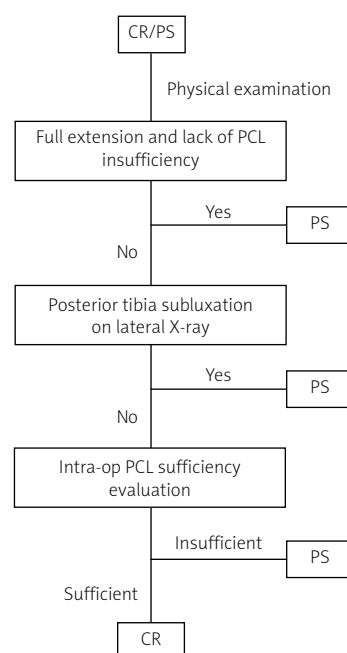 CR/PS
Physical examination
Full extension and lack of PCL
insufficiency
Yes
PS
No
Posterior tibia subluxation
on lateral X-ray
Yes
PS
No
Intra-op PCL sufficiency
evaluation
Insufficient
PS
Sufficient
CR